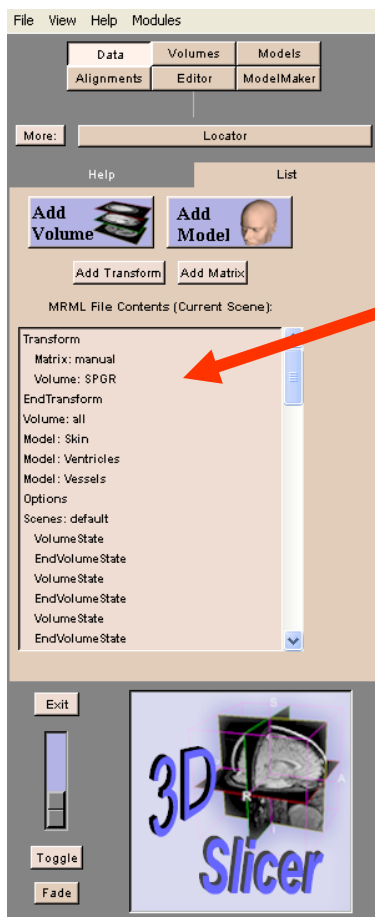 File View Help Modules
Data Volumes Models
Alignments Editor ModelMaker
More: Locator
Help List
Add Volume Add Model
Add Transform Add Matrix
MRML File Contents (Current Scene):
Transform
Matrix: manual
Volume: SPGR
EndTransform
Volume: all
Model: Skin
Model: Ventricles
Model: Vessels
Options
Scenes: default
VolumeState
EndVolumeState
VolumeState
EndVolumeState
VolumeState
EndVolumeState
Exit
Toggle
Fade
S
A
R
I
3D
Slicer